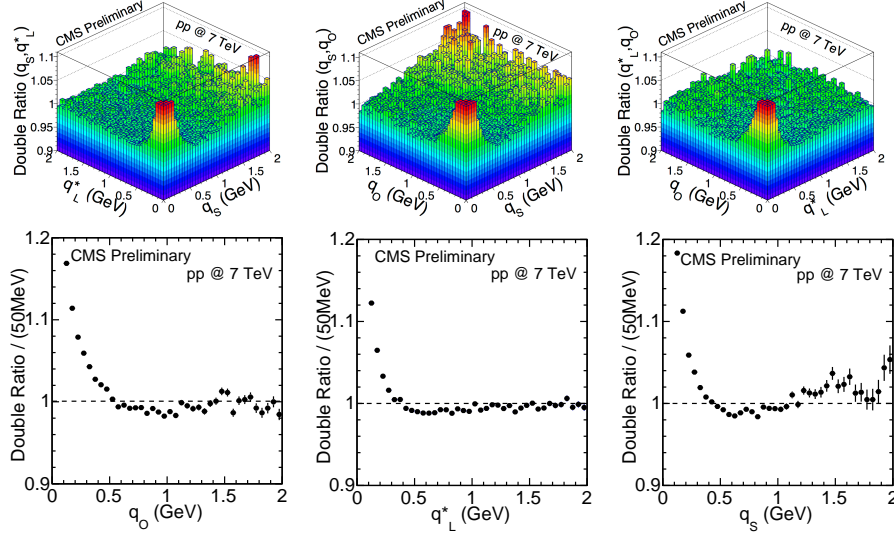 CMS Preliminary
pp @ 7 TeV
Double Ratio (q_S,q*_L)
1.1
1.05
1
0.95
0.9
2
1.5
1
0.5
0
q*_L (GeV)
0
0.5
1
1.5
2
q_S (GeV)
CMS Preliminary
pp @ 7 TeV
Double Ratio (q_S,q_O)
1.1
1.05
1
0.95
0.9
2
1.5
1
0.5
0
q_O (GeV)
0
0.5
1
1.5
2
q_S (GeV)
CMS Preliminary
pp @ 7 TeV
Double Ratio (q*_L,q_O)
1.1
1.05
1
0.95
0.9
2
1.5
1
0.5
0
q_O (GeV)
0
0.5
1
1.5
2
q*_L (GeV)
CMS Preliminary
pp @ 7 TeV
Double Ratio / (50MeV)
1.2
1.1
1
0.9
0 0.5 1 1.5 2
q_O (GeV)
CMS Preliminary
pp @ 7 TeV
Double Ratio / (50MeV)
1.2
1.1
1
0.9
0 0.5 1 1.5 2
q*_L (GeV)
CMS Preliminary
pp @ 7 TeV
Double Ratio / (50MeV)
1.2
1.1
1
0.9
0 0.5 1 1.5 2
q_S (GeV)